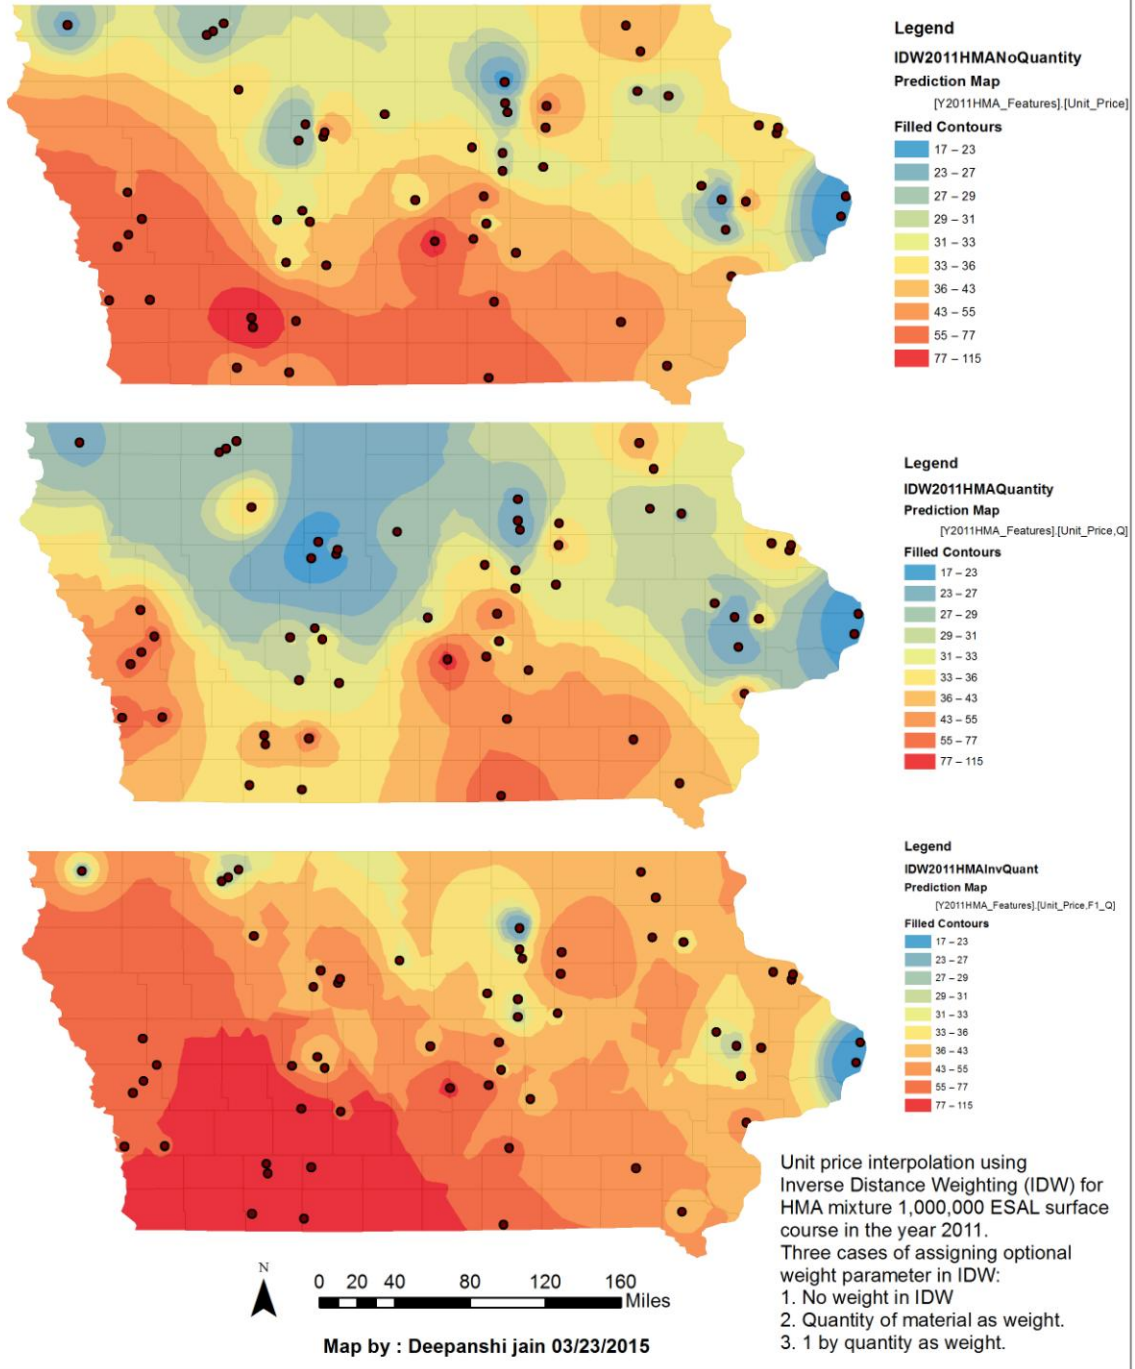 Legend
IDW2011HMANoQuantity
Prediction Map
[Y2011HMA_Features].[Unit_Price]
Filled Contours
17 – 23
23 – 27
27 – 29
29 – 31
31 – 33
33 – 36
36 – 43
43 – 55
55 – 77
77 – 115
Legend
IDW2011HMAQuantity
Prediction Map
[Y2011HMA_Features].[Unit_Price,Q]
Filled Contours
17 – 23
23 – 27
27 – 29
29 – 31
31 – 33
33 – 36
36 – 43
43 – 55
55 – 77
77 – 115
Legend
IDW2011HMAInvQuant
Prediction Map
[Y2011HMA_Features].[Unit_Price,F1_Q]
Filled Contours
17 – 23
23 – 27
27 – 29
29 – 31
31 – 33
33 – 36
36 – 43
43 – 55
55 – 77
77 – 115
Unit price interpolation using
Inverse Distance Weighting (IDW) for
HMA mixture 1,000,000 ESAL surface
course in the year 2011.
Three cases of assigning optional
weight parameter in IDW:
1. No weight in IDW
2. Quantity of material as weight.
3. 1 by quantity as weight.
N
0 20 40 80 120 160
Miles
Map by : Deepanshi jain 03/23/2015